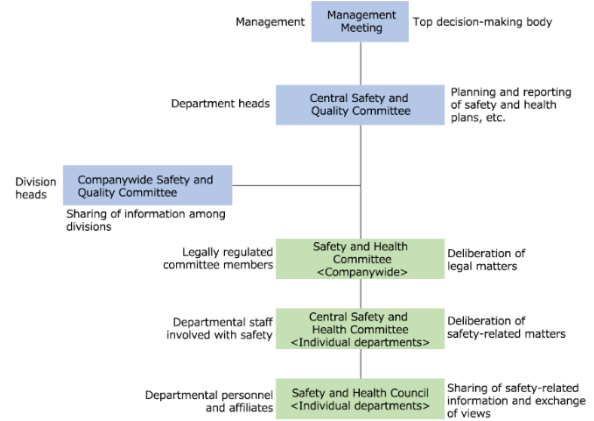 Management
Management
Meeting
Top decision-making body
Department heads
Central Safety and
Quality Committee
Planning and reporting
of safety and health
plans, etc.
Division
heads
Companywide Safety and
Quality Committee
Sharing of information among
divisions
Legally regulated
committee members
Safety and Health
Committee
<Companywide>
Deliberation of
legal matters
Departmental staff
involved with safety
Central Safety and
Health Committee
<Individual departments>
Deliberation of
safety-related matters
Departmental personnel
and affiliates
Safety and Health Council
<Individual departments>
Sharing of safety-related
information and exchange
of views